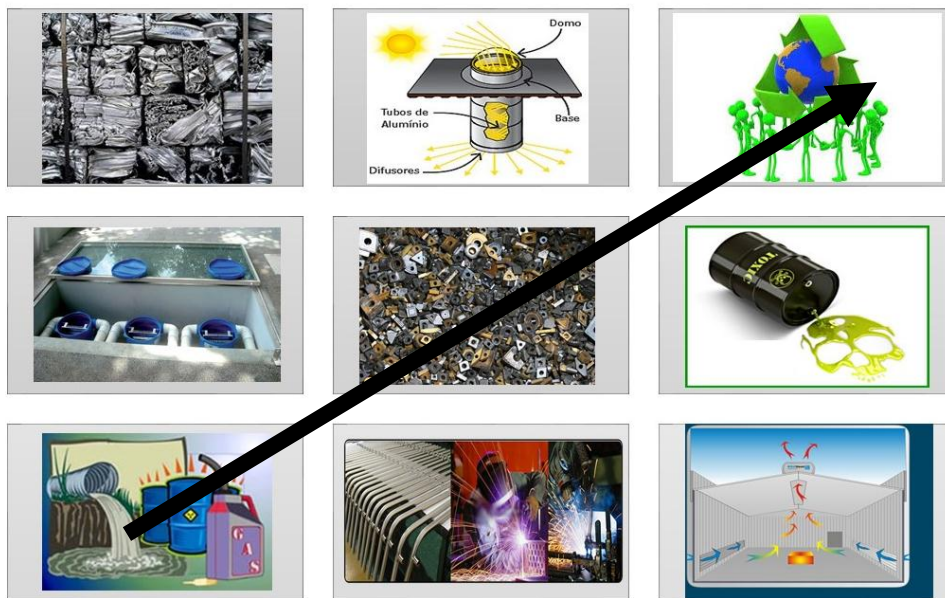 Domo
Tubos de
Alumínio
Base
Difusores
TOXIC
GAS